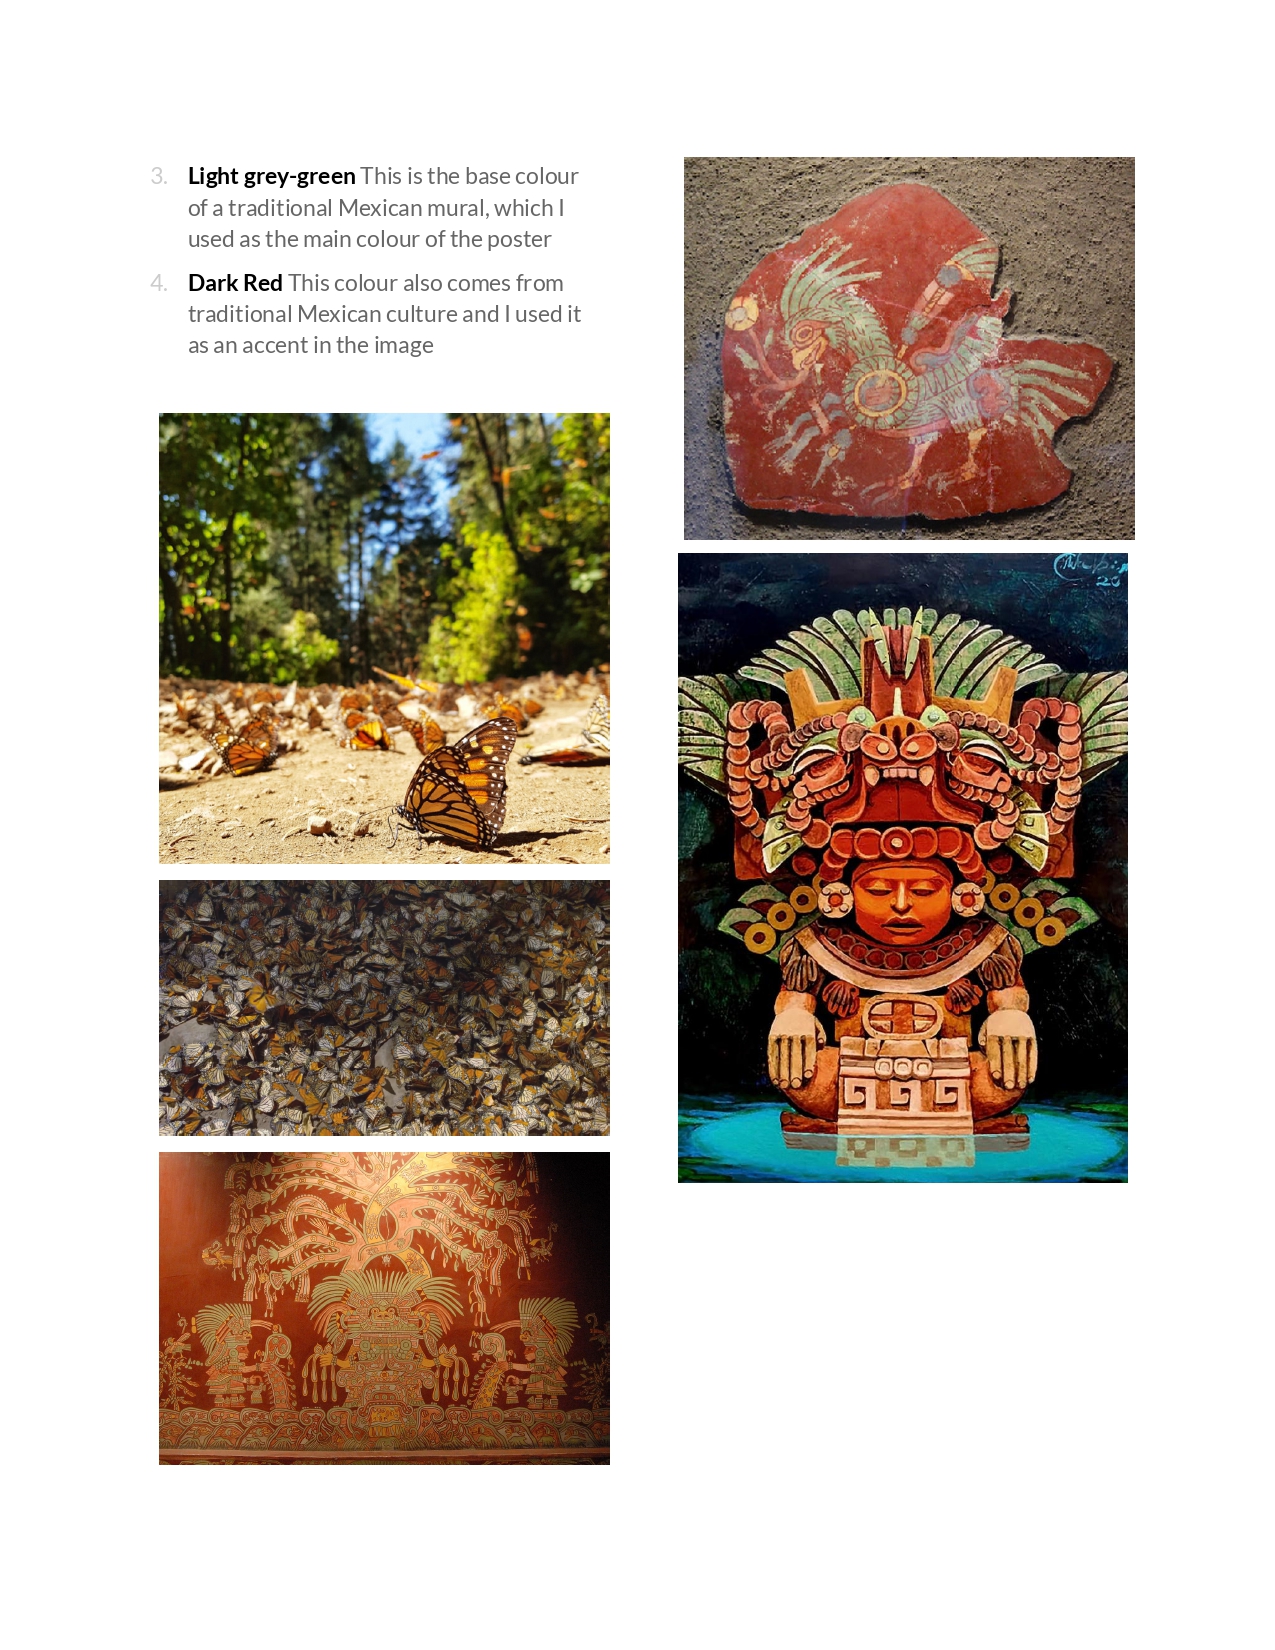 3. Light grey-green This is the base colour
of a traditional Mexican mural, which I
used as the main colour of the poster
4. Dark Red This colour also comes from
traditional Mexican culture and I used it
as an accent in the image
20